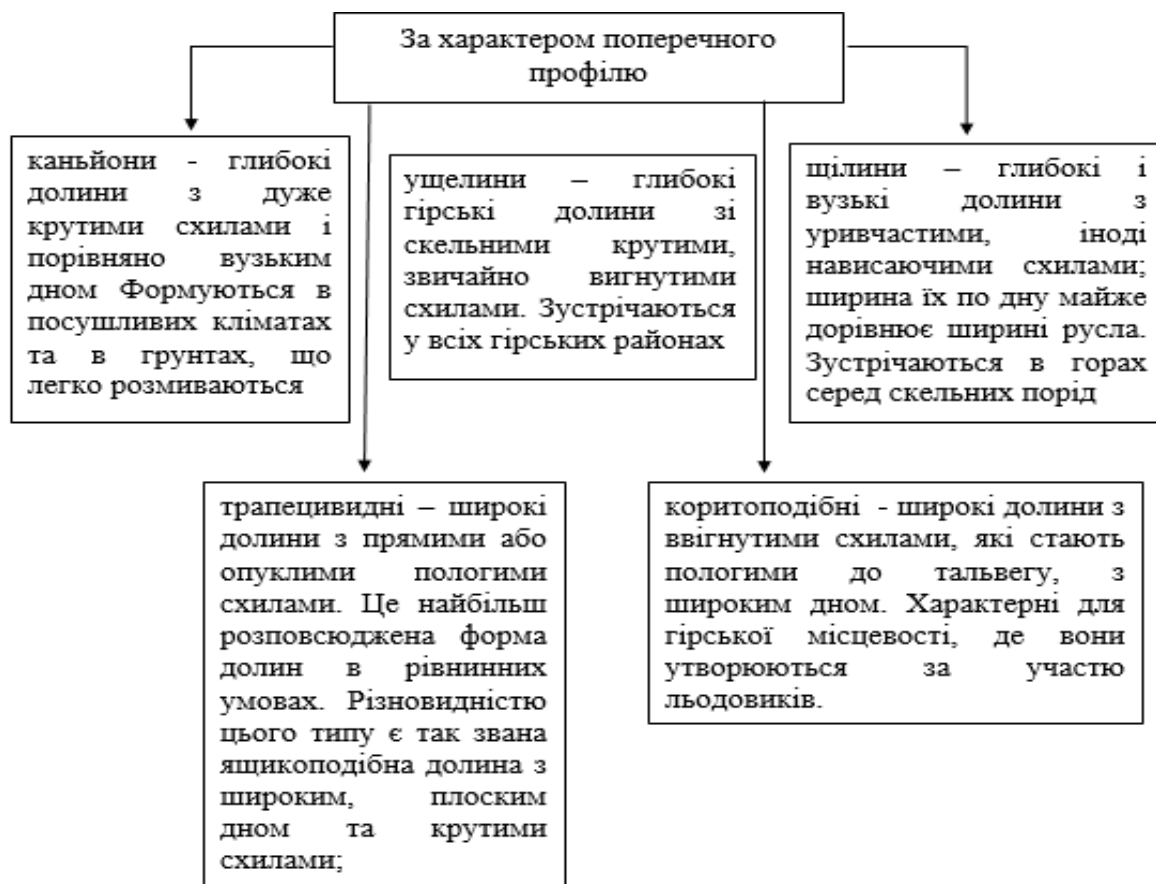 За характером поперечного
профілю
каньйони - глибокі
долини з дуже
крутими схилами і
порівняно вузьким
дном Формуються в
посушливих кліматах
та в грунтах, що
легко розмиваються
ущелини – глибокі
гірські долини зі
скельними крутими,
звичайно вигнутими
схилами. Зустрічаються
у всіх гірських районах
щілини – глибокі і
вузькі долини з
уривчастими, іноді
нависаючими схилами;
ширина їх по дну майже
дорівнює ширині русла.
Зустрічаються в горах
серед скельних порід
трапецивидні – широкі
долини з прямими або
опуклими пологими
схилами. Це найбільш
розповсюджена форма
долин в рівнинних
умовах. Різновидністю
цього типу є так звана
ящикоподібна долина з
широким, плоским
дном та крутими
схилами;
коритоподібні - широкі долини з
ввігнутими схилами, які стають
пологими до тальвегу, з
широким дном. Характерні для
гірської місцевості, де вони
утворюються за участю
льодовиків.